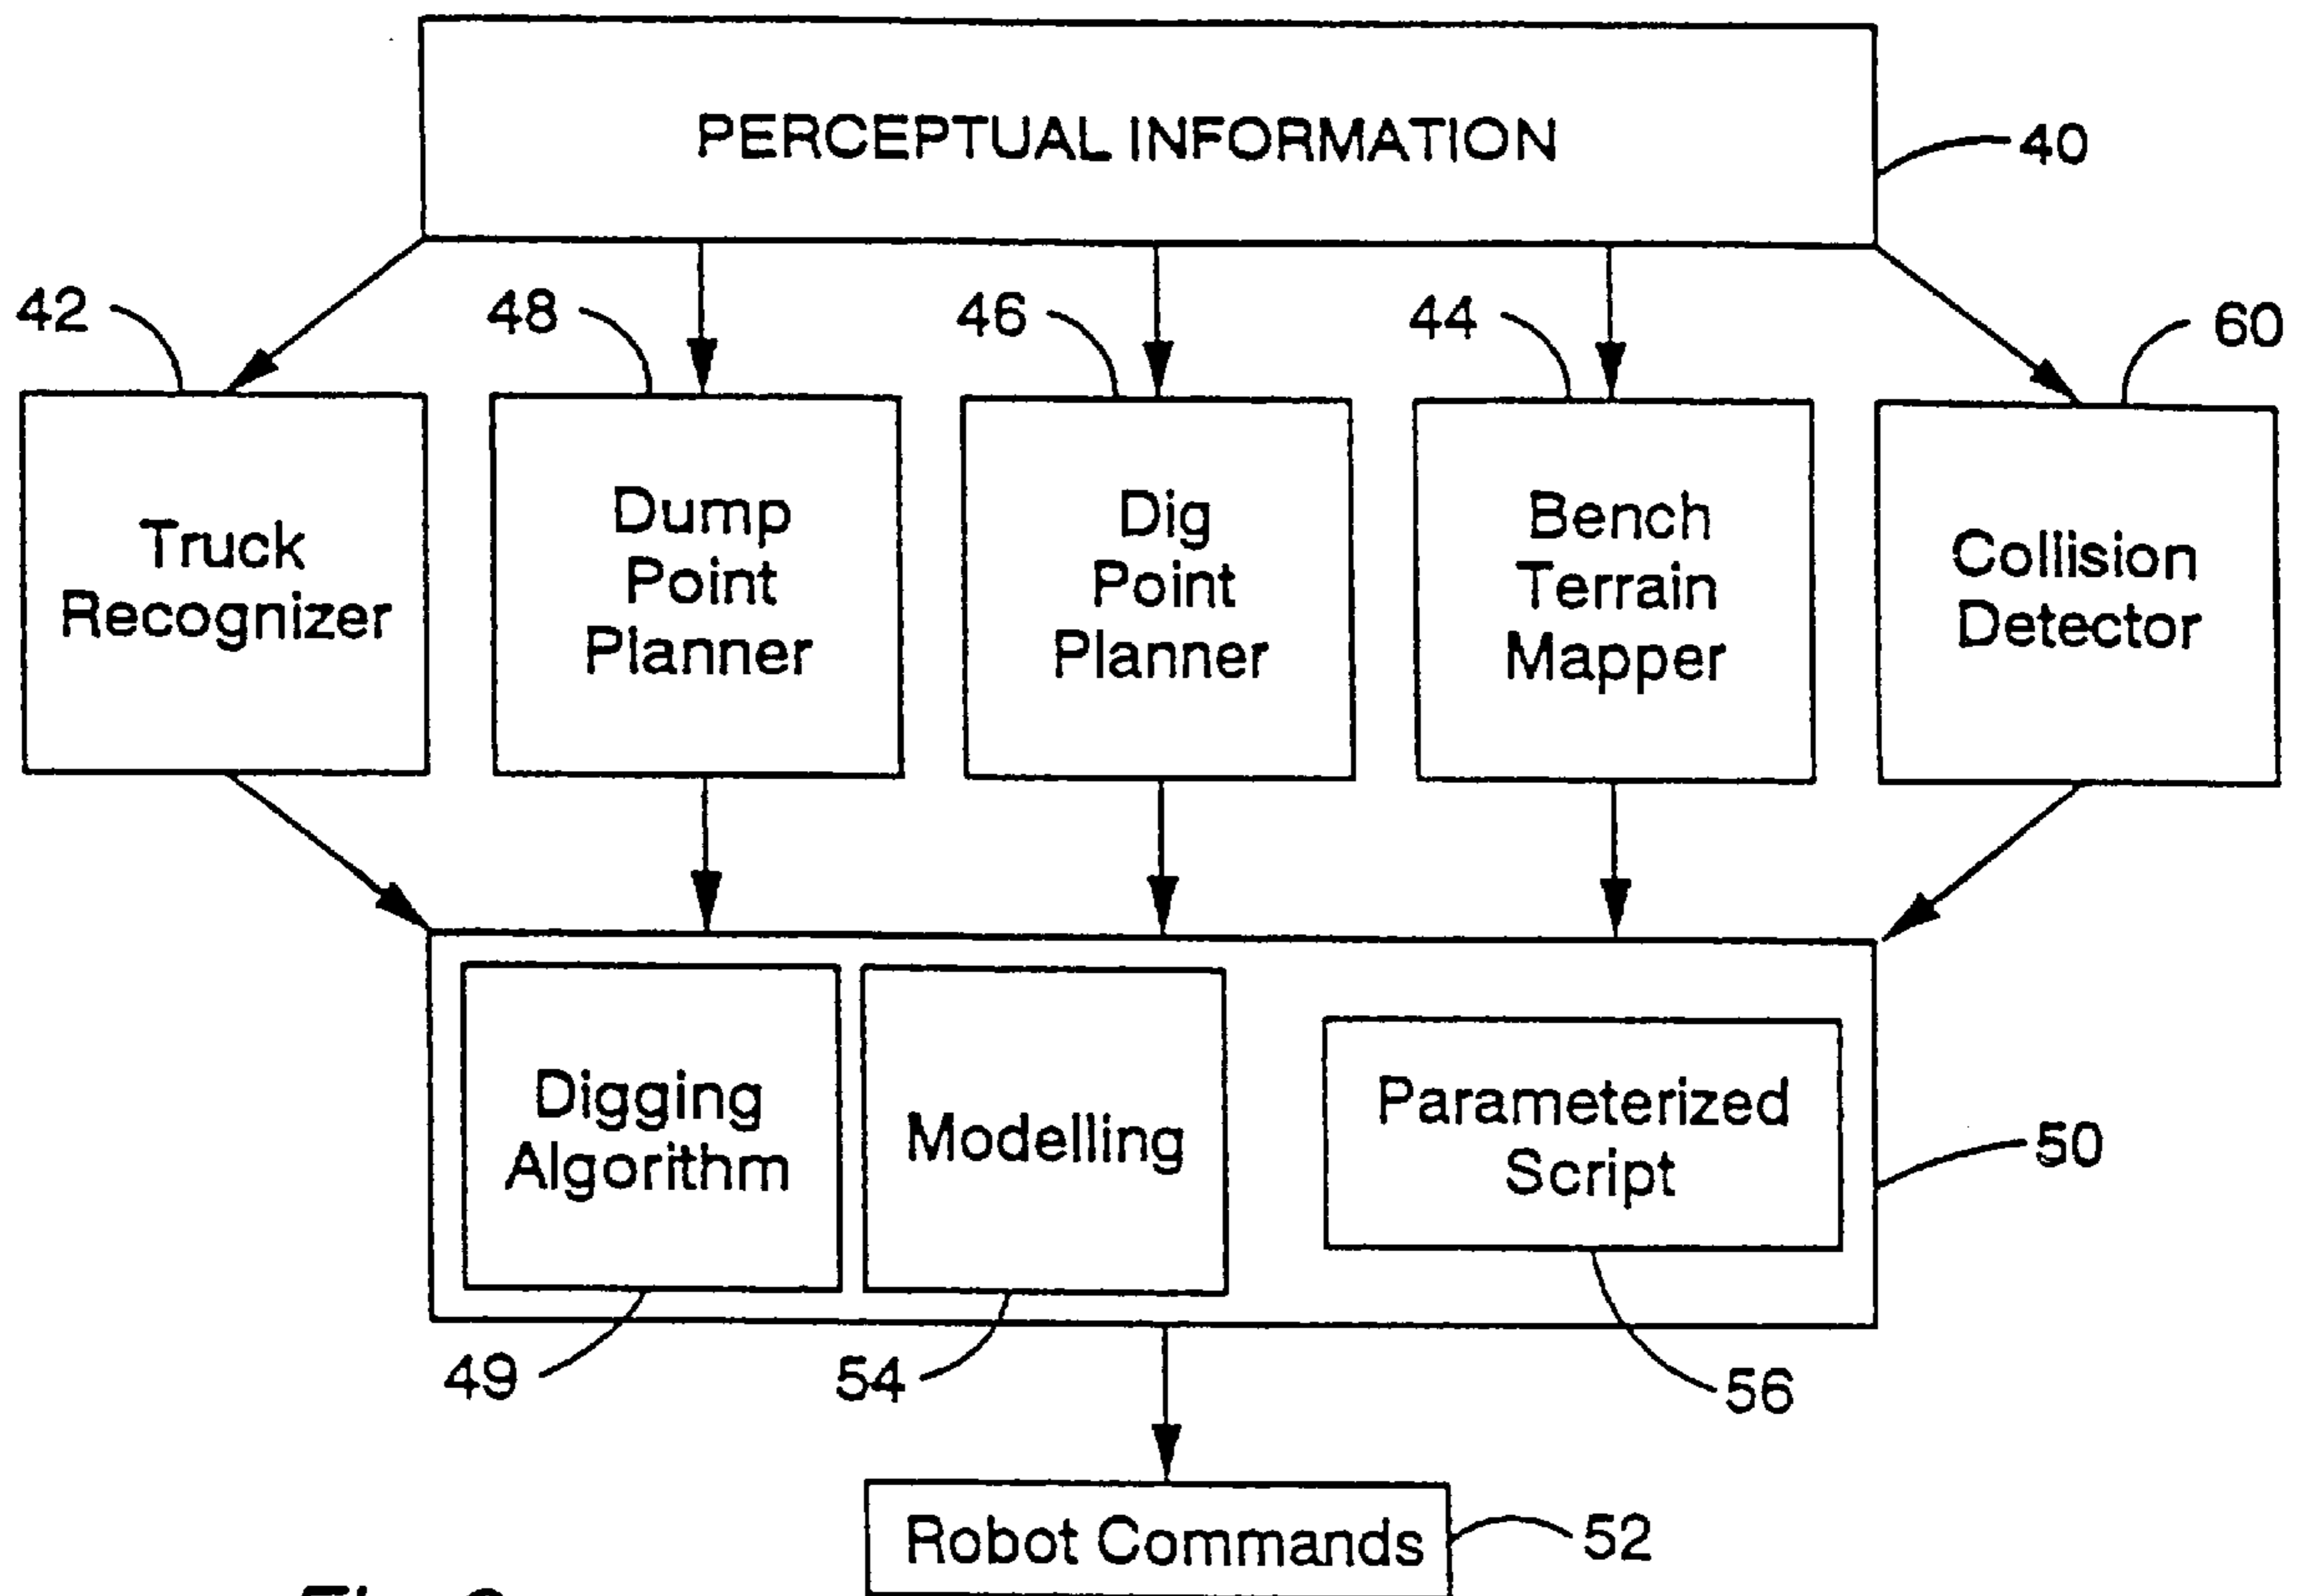 PERCEPTUAL INFORMATION
40
42
48
46
44
60
Truck
Recognizer
Dump
Point
Planner
Dig
Point
Planner
Bench
Terrain
Mapper
Collision
Detector
Digging
Algorithm
Modelling
Parameterized
Script
50
49
54
56
Robot Commands
52